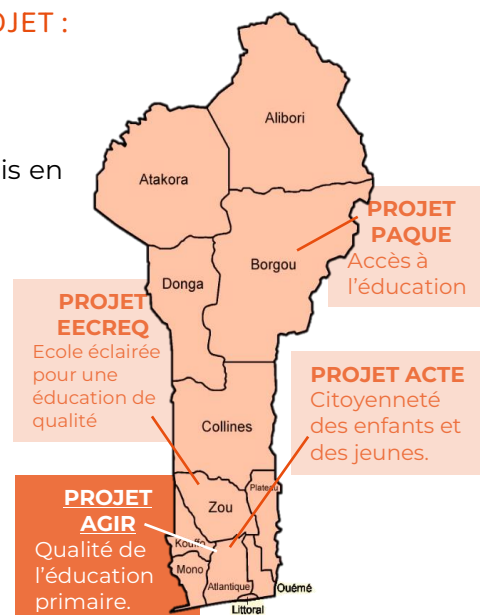 OJET :
is en
Alibori
Atakora
Borgou
Donga
Collines
Zou
Plateau
Kouffo
Mono
Atlantique
Ouémé
Littoral
PROJET
PAQUE
Accès à
l'éducation
PROJET
EECREQ
Ecole éclairée
pour une
éducation de
qualité
PROJET ACTE
Citoyenneté
des enfants et
des jeunes.
PROJET
AGIR
Qualité de
l'éducation
primaire.